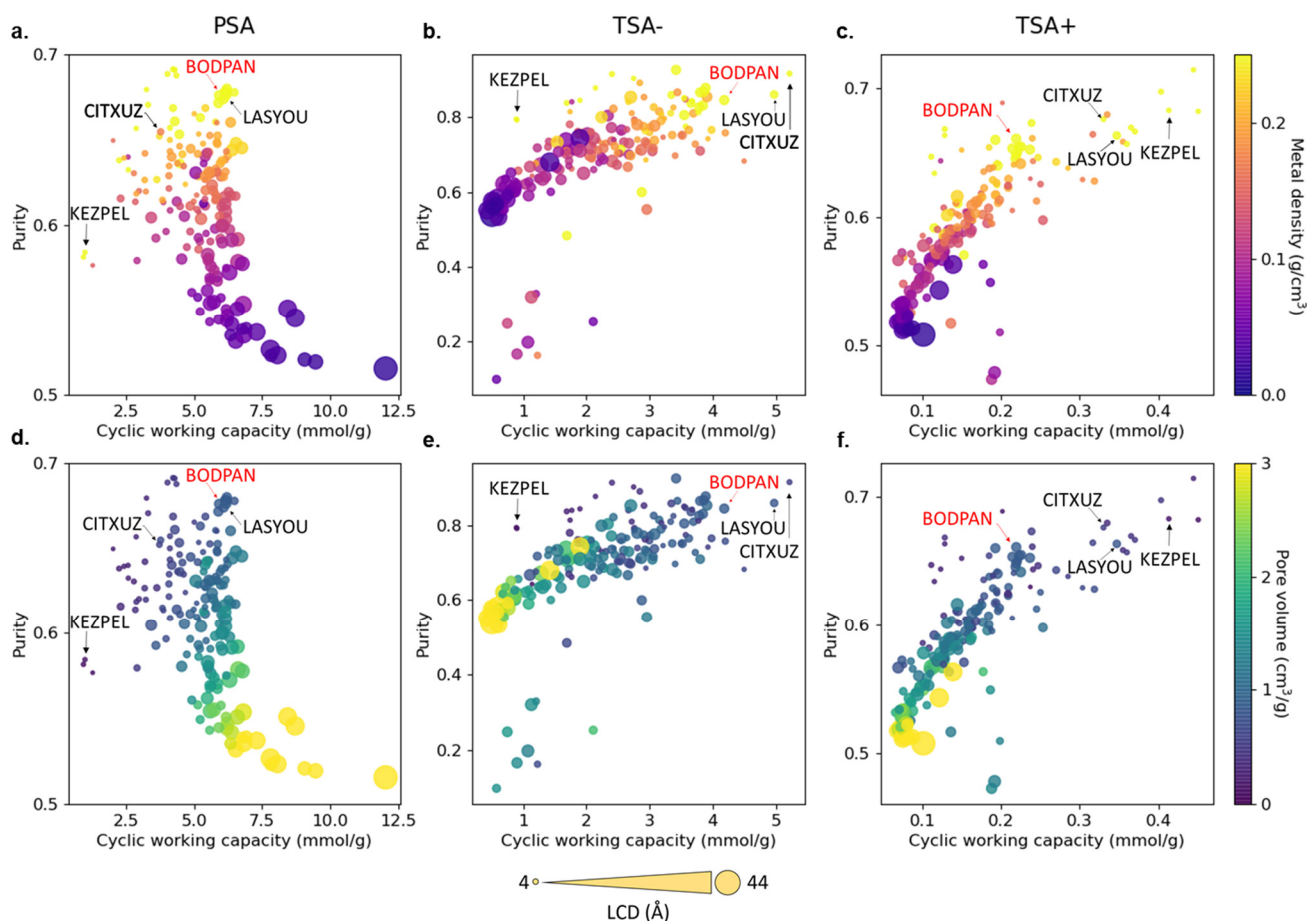 PSA
TSA-
TSA+
a.
b.
c.
0.7
0.6
0.5
Purity
BODPAN
CITXUZ
LASYOU
KEZPEL
2.5 5.0 7.5 10.0 12.5
Cyclic working capacity (mmol/g)
0.8
0.6
0.4
0.2
Purity
KEZPEL
BODPAN
LASYOU
CITXUZ
1 2 3 4 5
Cyclic working capacity (mmol/g)
0.7
0.6
0.5
Purity
BODPAN
CITXUZ
LASYOU
KEZPEL
0.1 0.2 0.3 0.4
Cyclic working capacity (mmol/g)
0.2
0.1
0.0
Metal density (g/cm³)
d.
e.
f.
0.7
0.6
0.5
Purity
BODPAN
CITXUZ
LASYOU
KEZPEL
2.5 5.0 7.5 10.0 12.5
Cyclic working capacity (mmol/g)
0.8
0.6
0.4
0.2
Purity
KEZPEL
BODPAN
LASYOU
CITXUZ
1 2 3 4 5
Cyclic working capacity (mmol/g)
0.7
0.6
0.5
Purity
BODPAN
CITXUZ
LASYOU
KEZPEL
0.1 0.2 0.3 0.4
Cyclic working capacity (mmol/g)
3
2
1
0
Pore volume (cm³/g)
4 44
LCD (Å)